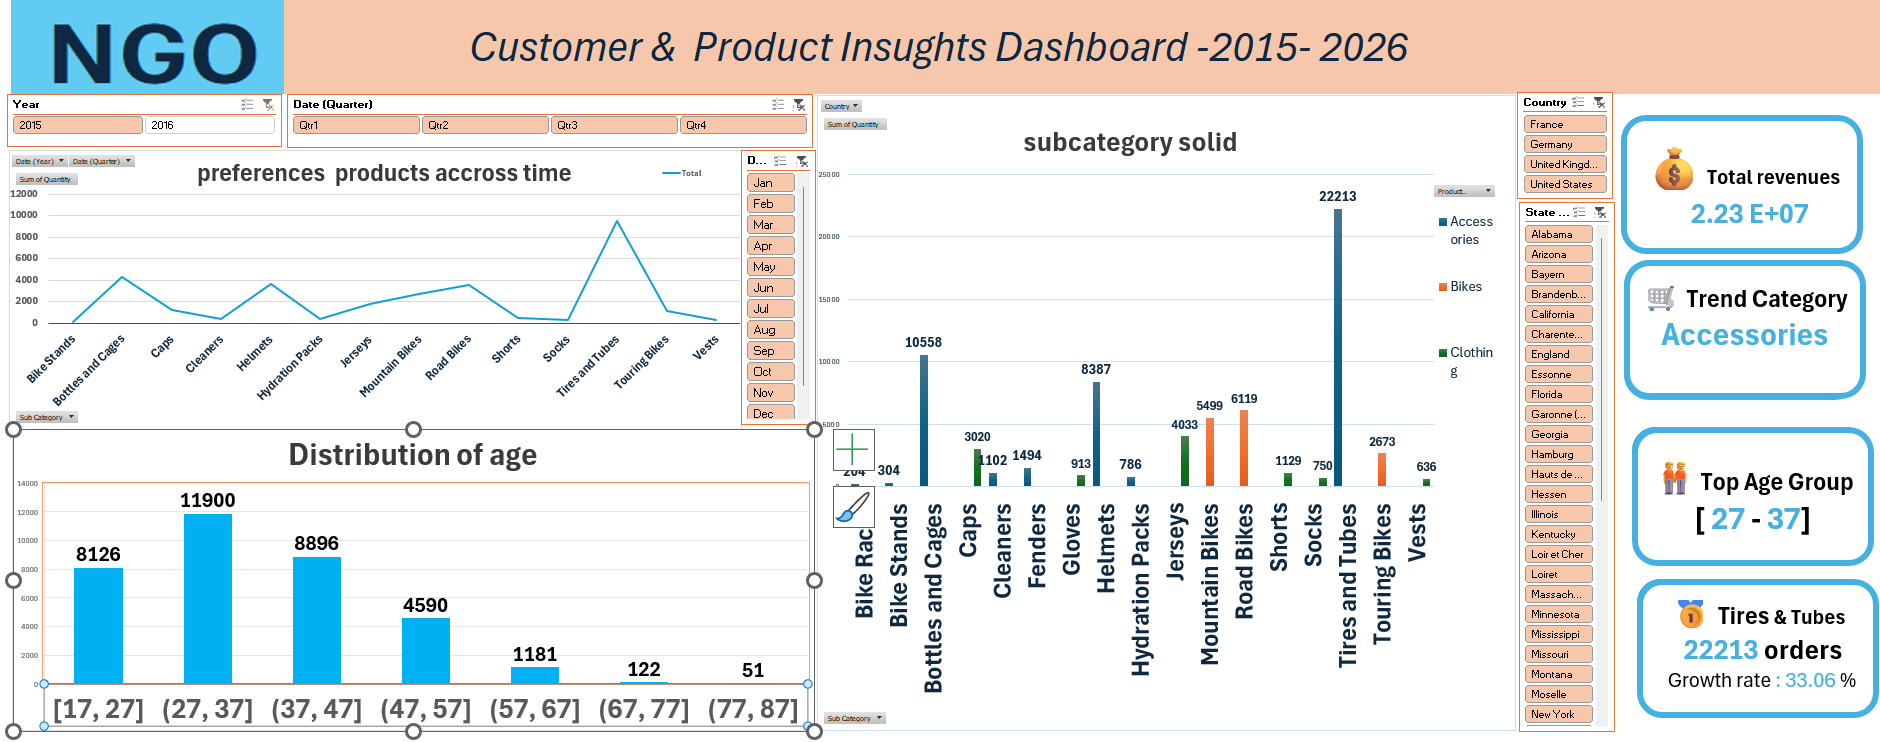 NGO
Customer & Product Insughts Dashboard -2015- 2026
Year
2015
2016
Date (Quarter)
Qtr1
Qtr2
Qtr3
Qtr4
Date (Year)
Date (Quarter)
Sum of Quantity
preferences products accross time
Total
12000
10000
8000
6000
4000
2000
0
Bike Stands
Bottles and Cages
Caps
Cleaners
Helmets
Hydration Packs
Jerseys
Mountain Bikes
Road Bikes
Shorts
Socks
Tires and Tubes
Touring Bikes
Vests
Sub Category
D...
Jan
Feb
Mar
Apr
May
Jun
Jul
Aug
Sep
Oct
Nov
Dec
Distribution of age
14000
12000
10000
8000
6000
4000
2000
0
8126
11900
8896
4590
1181
122
51
[17, 27]
(27, 37]
(37, 47]
(47, 57]
(57, 67]
(67, 77]
(77, 87]
Country
Sum of Quantity
subcategory solid
25000
20000
15000
10000
5000
304
10558
3020
1102
1494
913
8387
786
4033
5499
6119
1129
750
22213
2673
636
Bike Rac
Bike Stands
Bottles and Cages
Caps
Cleaners
Fenders
Gloves
Helmets
Hydration Packs
Jerseys
Mountain Bikes
Road Bikes
Shorts
Socks
Tires and Tubes
Touring Bikes
Vests
Sub Category
Product..
Access
ories
Bikes
Clothin
g
Country
France
Germany
United Kingd...
United States
State ...
Alabama
Arizona
Bayern
Brandenb...
California
Charente...
England
Essonne
Florida
Garonne (...
Georgia
Hamburg
Hauts de ...
Hessen
Illinois
Kentucky
Loir et Cher
Loiret
Massach...
Minnesota
Mississippi
Missouri
Montana
Moselle
New York
Total revenues
2.23 E+07
Trend Category
Accessories
Top Age Group
[ 27 - 37]
Tires & Tubes
22213 orders
Growth rate : 33.06 %